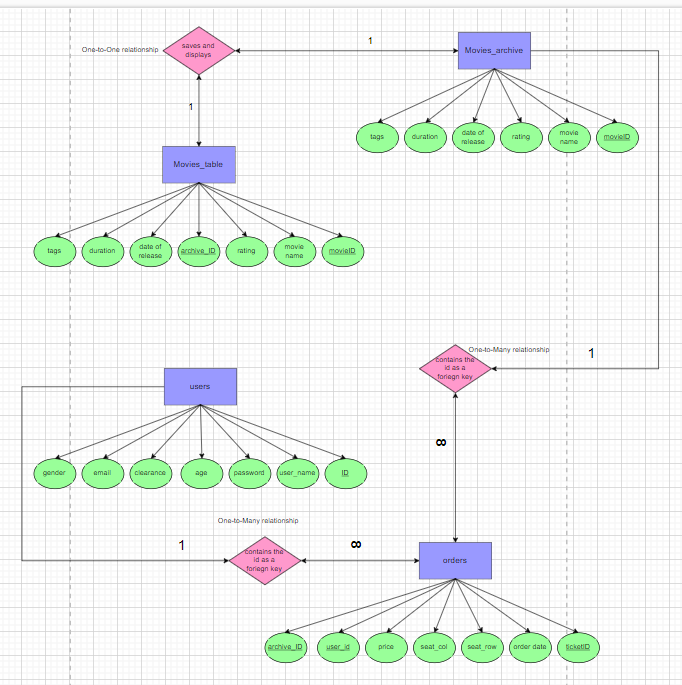 One-to-One relationship
saves and
displays
1
Movies_archive
1
tags
duration
date of
release
rating
movie
name
movieID
Movies_table
tags
duration
date of
release
archive_ID
rating
movie
name
movieID
One-to-Many relationship
1
contains the
id as a
foriegn key
users
8
gender
email
clearance
age
password
user_name
ID
One-to-Many relationship
1
∞
contains the
id as a
foriegn key
orders
archive_ID
user_id
price
seat_col
seat_row
order date
ticketID